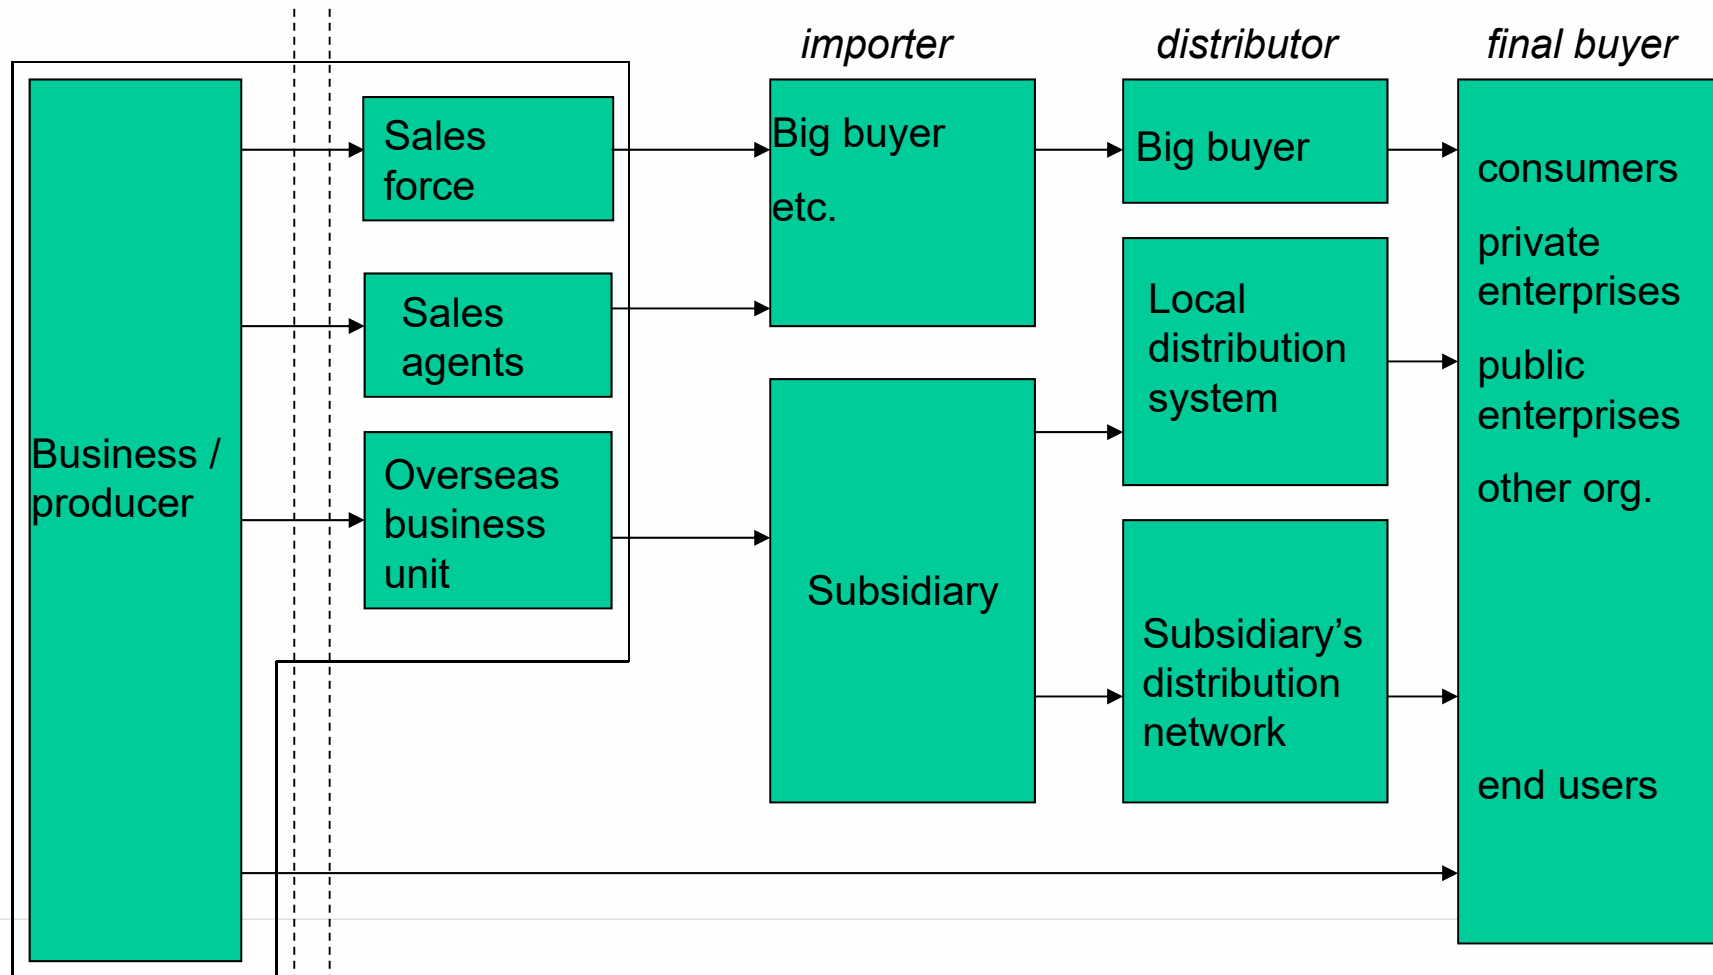 importer
distributor
final buyer
Business /
producer
Sales
force
Sales
agents
Overseas
business
unit
Big buyer
etc.
Subsidiary
Big buyer
Local
distribution
system
Subsidiary’s
distribution
network
consumers
private
enterprises
public
enterprises
other org.
end users